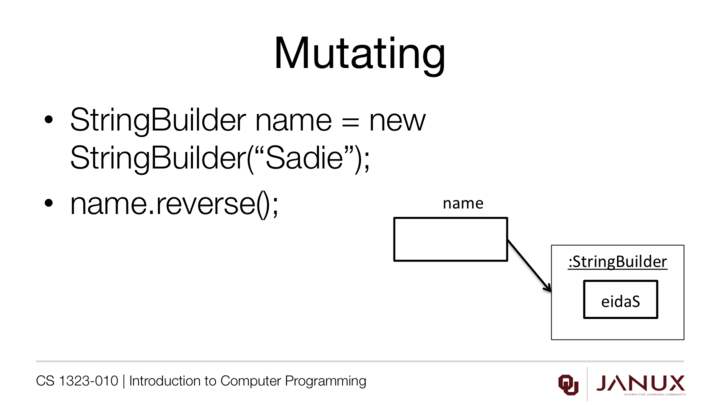 Mutating
• StringBuilder name = new
StringBuilder(“Sadie”);
• name.reverse();
name
:StringBuilder
eidaS
CS 1323-010 | Introduction to Computer Programming
OU
JANUX
INTERACTIVE LEARNING COMMUNITY